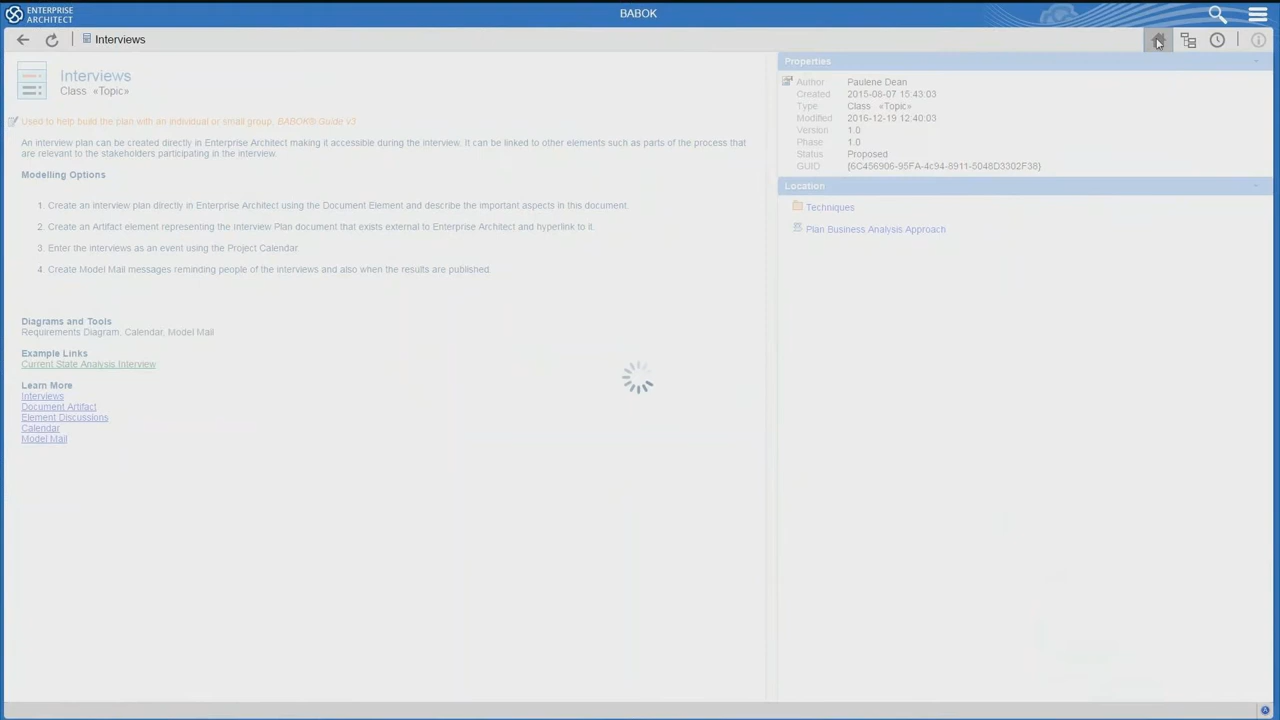 ENTERPRISE
ARCHITECT
BABOK
Interviews
Interviews
Class «Topic»
Used to help build the plan with an individual or small group. BABOK® Guide v3
An interview plan can be created directly in Enterprise Architect making it accessible during the interview. It can be linked to other elements such as parts of the process that
are relevant to the stakeholders participating in the interview.
Modelling Options
1. Create an interview plan directly in Enterprise Architect using the Document Element and describe the important aspects in this document.
2. Create an Artifact element representing the Interview Plan document that exists external to Enterprise Architect and hyperlink to it.
3. Enter the interviews as an event using the Project Calendar
4. Create Model Mail messages reminding people of the interviews and also when the results are published.
Diagrams and Tools
Requirements Diagram, Calendar, Model Mail
Example Links
Current State Analysis Interview
Learn More
Interviews
Document Artifact
Element Discussions
Calendar
Model Mail
Properties
Author Paulene Dean
Created 2015-08-07 15:43:03
Type Class «Topic»
Modified 2016-12-19 12:40:03
Version 1.0
Phase 1.0
Status Proposed
GUID {6C456906-95FA-4c94-8911-5048D3302F38}
Location
Techniques
Plan Business Analysis Approach